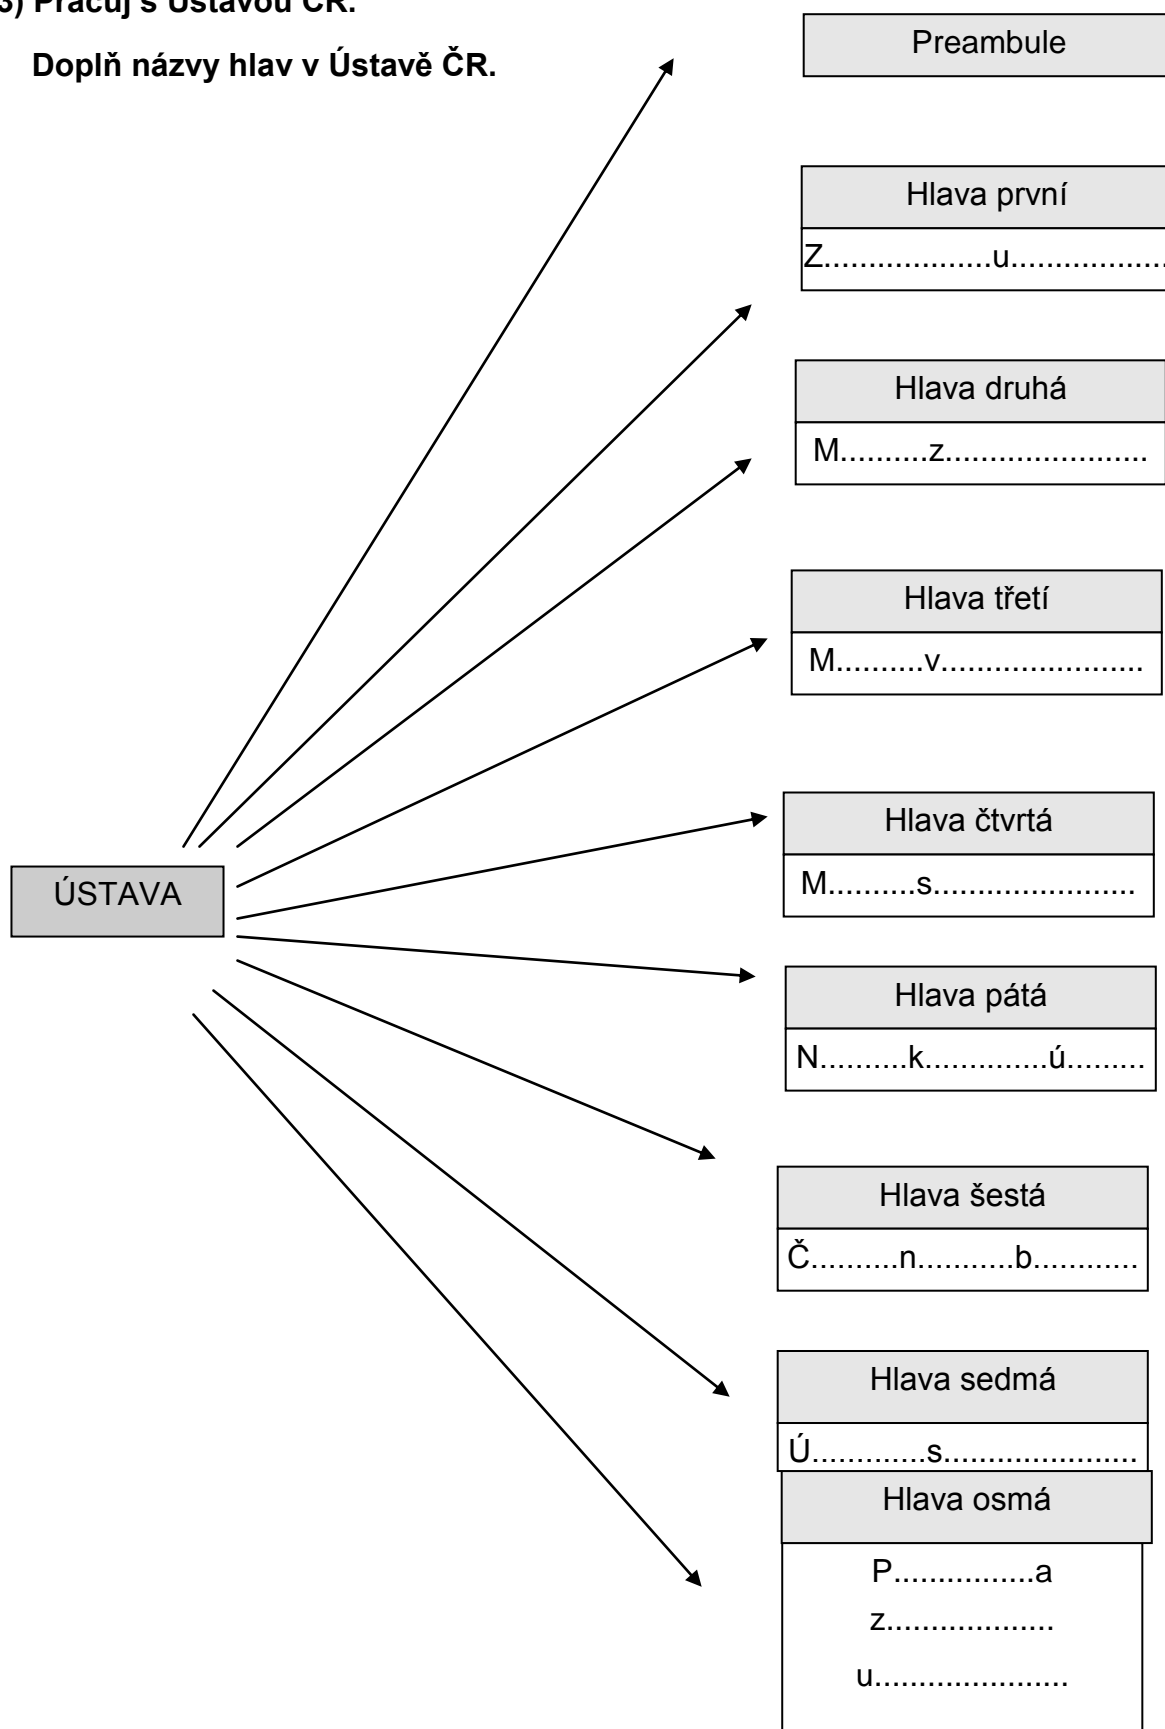 3) Pracuj s Ústavou ČR.
Doplň názvy hlav v Ústavě ČR.
Preambule
Hlava první
Z...................u..................
Hlava druhá
M..........z.......................
Hlava třetí
M..........v.......................
Hlava čtvrtá
M..........s.......................
ÚSTAVA
Hlava pátá
N..........k..............ú.........
Hlava šestá
Č..........n...........b............
Hlava sedmá
Ú.............s......................
Hlava osmá
P................a
z...................
u......................